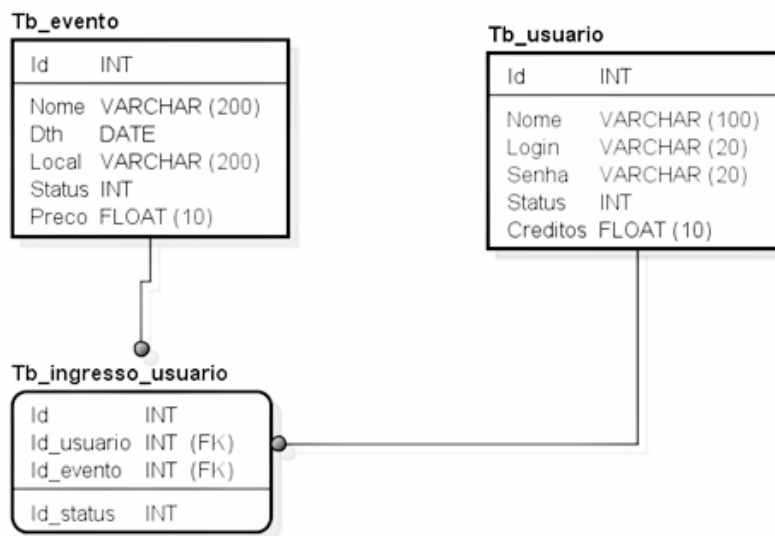 Tb_evento
Id INT
Nome VARCHAR (200)
Dth DATE
Local VARCHAR (200)
Status INT
Preco FLOAT (10)
Tb_usuario
Id INT
Nome VARCHAR (100)
Login VARCHAR (20)
Senha VARCHAR (20)
Status INT
Creditos FLOAT (10)
Tb_ingresso_usuario
Id INT
Id_usuario INT (FK)
Id_evento INT (FK)
Id_status INT